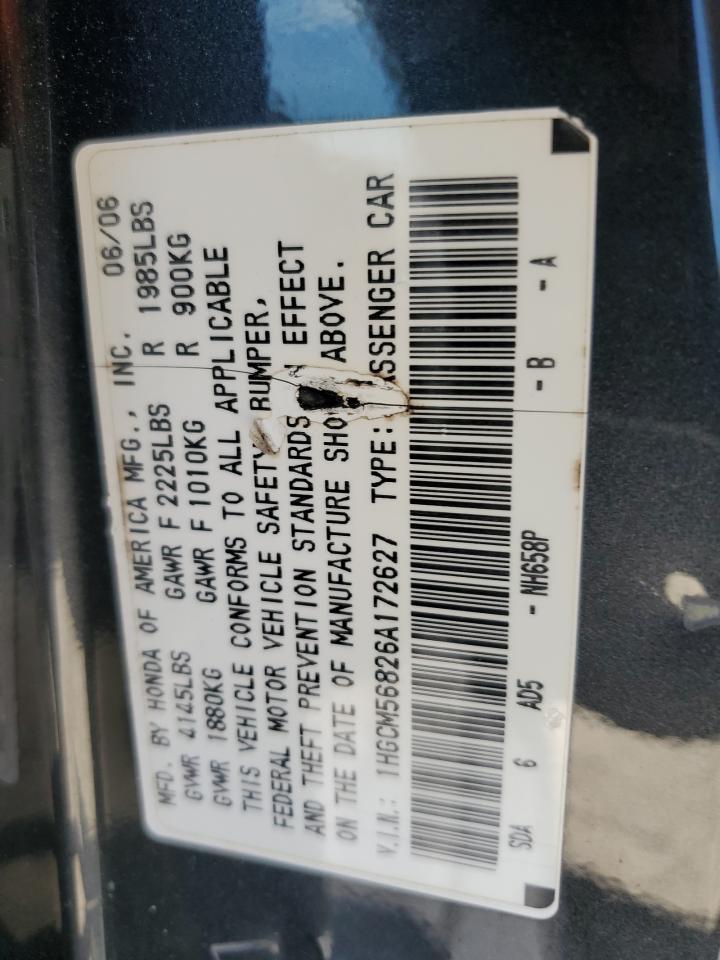 MFD. BY HONDA OF AMERICA MFG., INC. 06/06
GVWR 4145LBS GAWR F 2225LBS R 1985LBS
GVWR 1880KG GAWR F 1010KG R 900KG
THIS VEHICLE CONFORMS TO ALL APPLICABLE
FEDERAL MOTOR VEHICLE SAFETY BUMPER,
AND THEFT PREVENTION STANDARDS EFFECT
ON THE DATE OF MANUFACTURE SHO ABOVE.
V.I.N.: 1HGCM56826A172627 TYPE: ASSENGER CAR
SDA 6 AD5 - NH658P - B - A